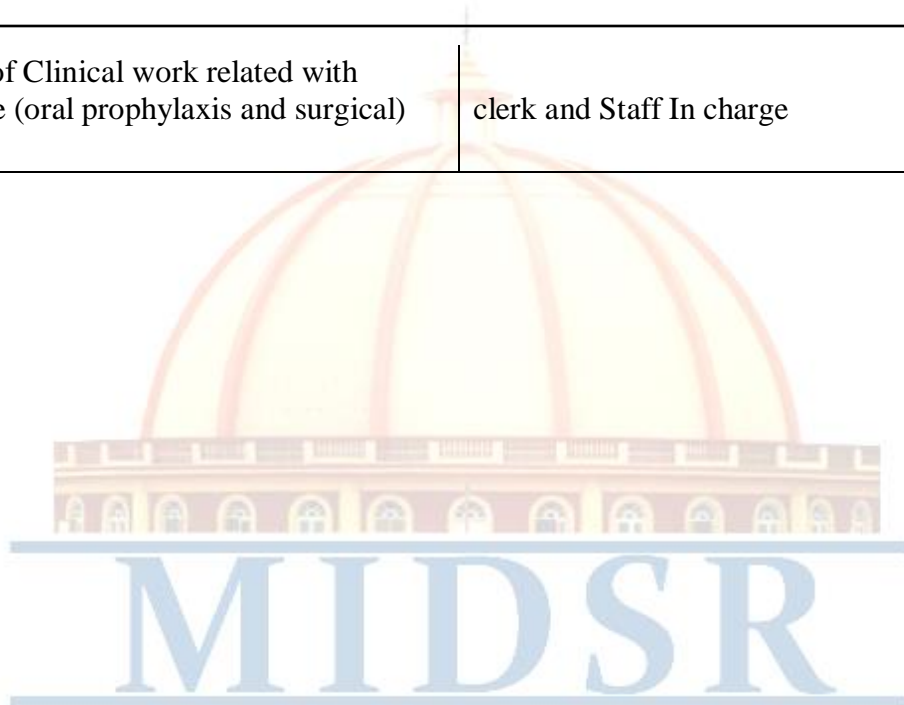 of Clinical work related with
e (oral prophylaxis and surgical)
clerk and Staff In charge
MIDSR